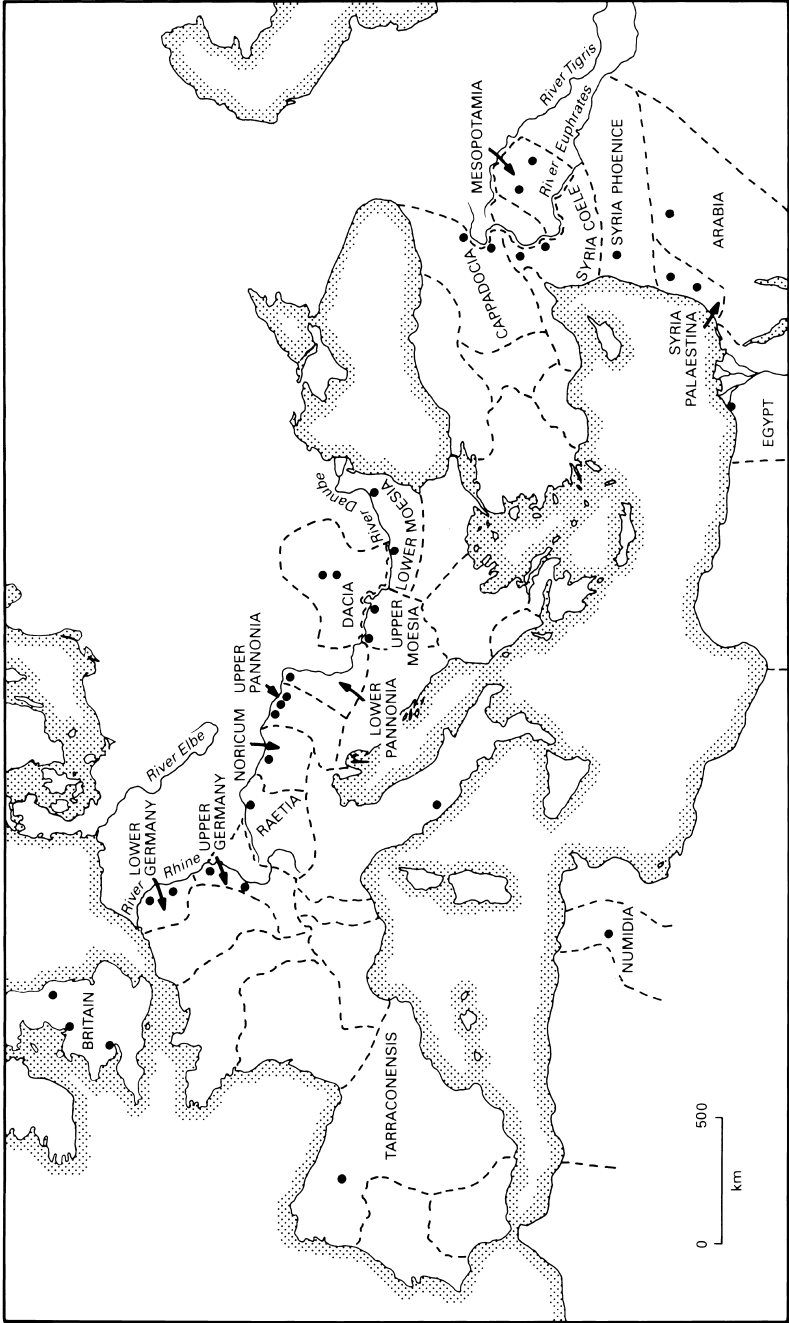 BRITAIN
River Rhine
LOWER
GERMANY
UPPER
GERMANY
River Elbe
RAETIA
NORICUM
UPPER
PANNONIA
LOWER
PANNONIA
DACIA
UPPER
MOESIA
LOWER MOESIA
River Danube
CAPPADOCIA
MESOPOTAMIA
River Tigris
River Euphrates
SYRIA COELE
SYRIA PHOENICE
SYRIA
PALAESTINA
ARABIA
EGYPT
NUMIDIA
TARRACONENSIS
0 500
km